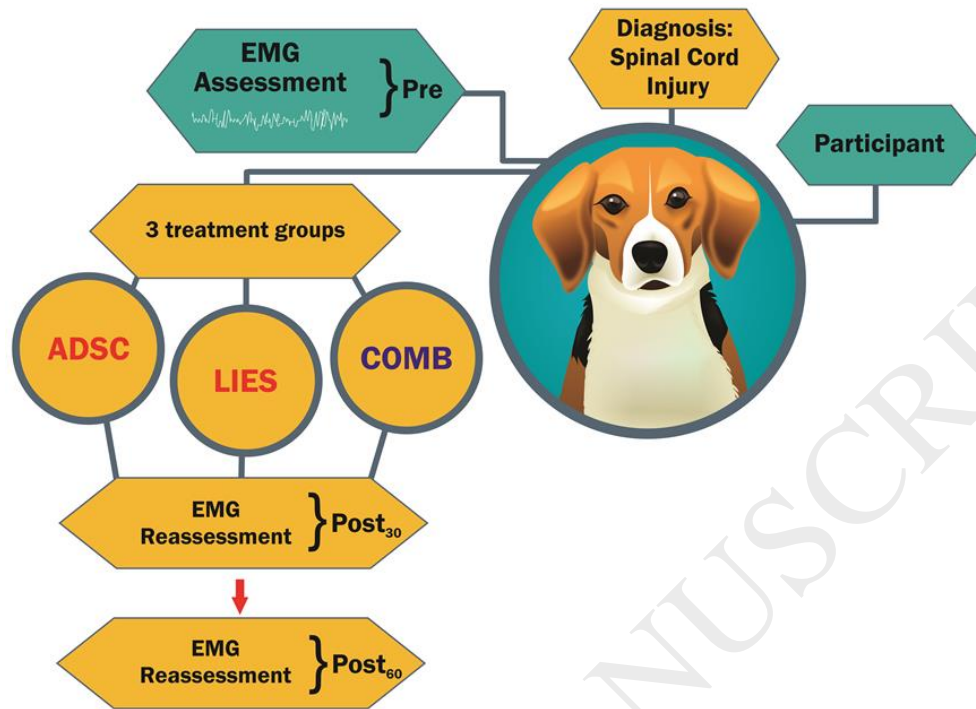 EMG
Assessment
} Pre
Diagnosis:
Spinal Cord
Injury
Participant
3 treatment groups
ADSC
LIES
COMB
EMG
Reassessment
} Post30
EMG
Reassessment
} Post60
NUSCRI